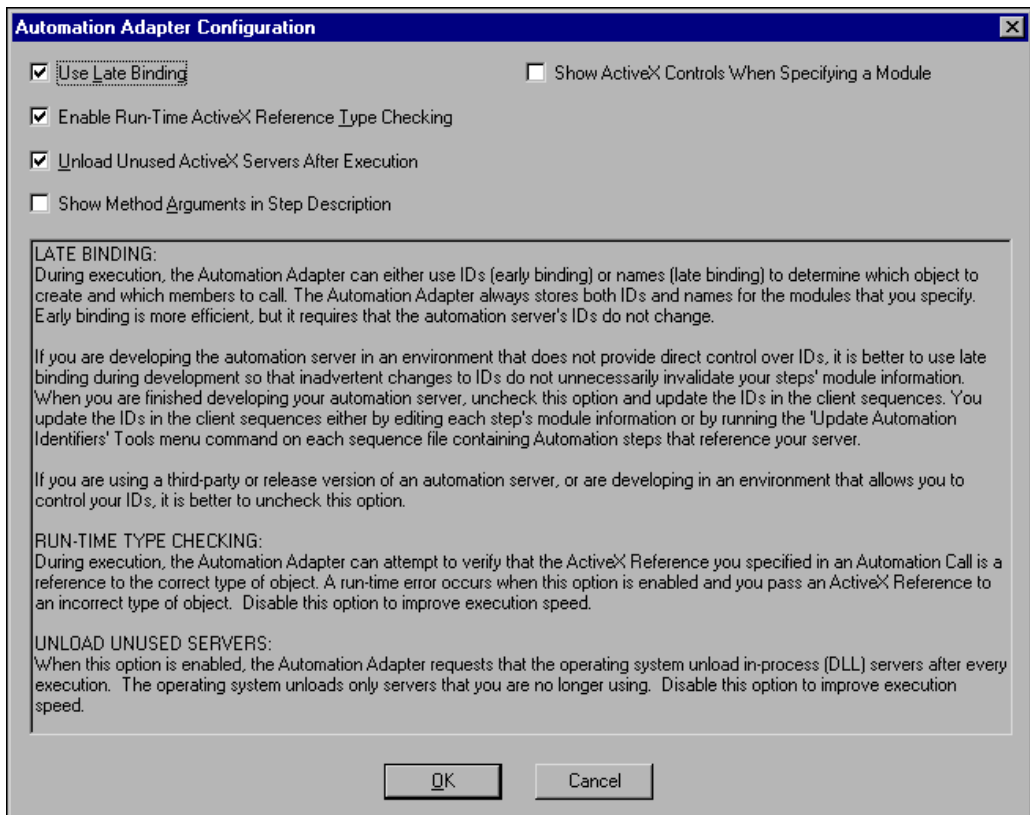 Automation Adapter Configuration
Use Late Binding
Show ActiveX Controls When Specifying a Module
Enable Run-Time ActiveX Reference Type Checking
Unload Unused ActiveX Servers After Execution
Show Method Arguments in Step Description
LATE BINDING:
During execution, the Automation Adapter can either use IDs (early binding) or names (late binding) to determine which object to
create and which members to call. The Automation Adapter always stores both IDs and names for the modules that you specify.
Early binding is more efficient, but it requires that the automation server's IDs do not change.
If you are developing the automation server in an environment that does not provide direct control over IDs, it is better to use late
binding during development so that inadvertent changes to IDs do not unnecessarily invalidate your steps' module information.
When you are finished developing your automation server, uncheck this option and update the IDs in the client sequences. You
update the IDs in the client sequences either by editing each step's module information or by running the 'Update Automation
Identifiers' Tools menu command on each sequence file containing Automation steps that reference your server.
If you are using a third-party or release version of an automation server, or are developing in an environment that allows you to
control your IDs, it is better to uncheck this option.
RUN-TIME TYPE CHECKING:
During execution, the Automation Adapter can attempt to verify that the ActiveX Reference you specified in an Automation Call is a
reference to the correct type of object. A run-time error occurs when this option is enabled and you pass an ActiveX Reference to
an incorrect type of object.  Disable this option to improve execution speed.
UNLOAD UNUSED SERVERS:
When this option is enabled, the Automation Adapter requests that the operating system unload in-process (DLL) servers after every
execution.  The operating system unloads only servers that you are no longer using.  Disable this option to improve execution
speed.
OK
Cancel